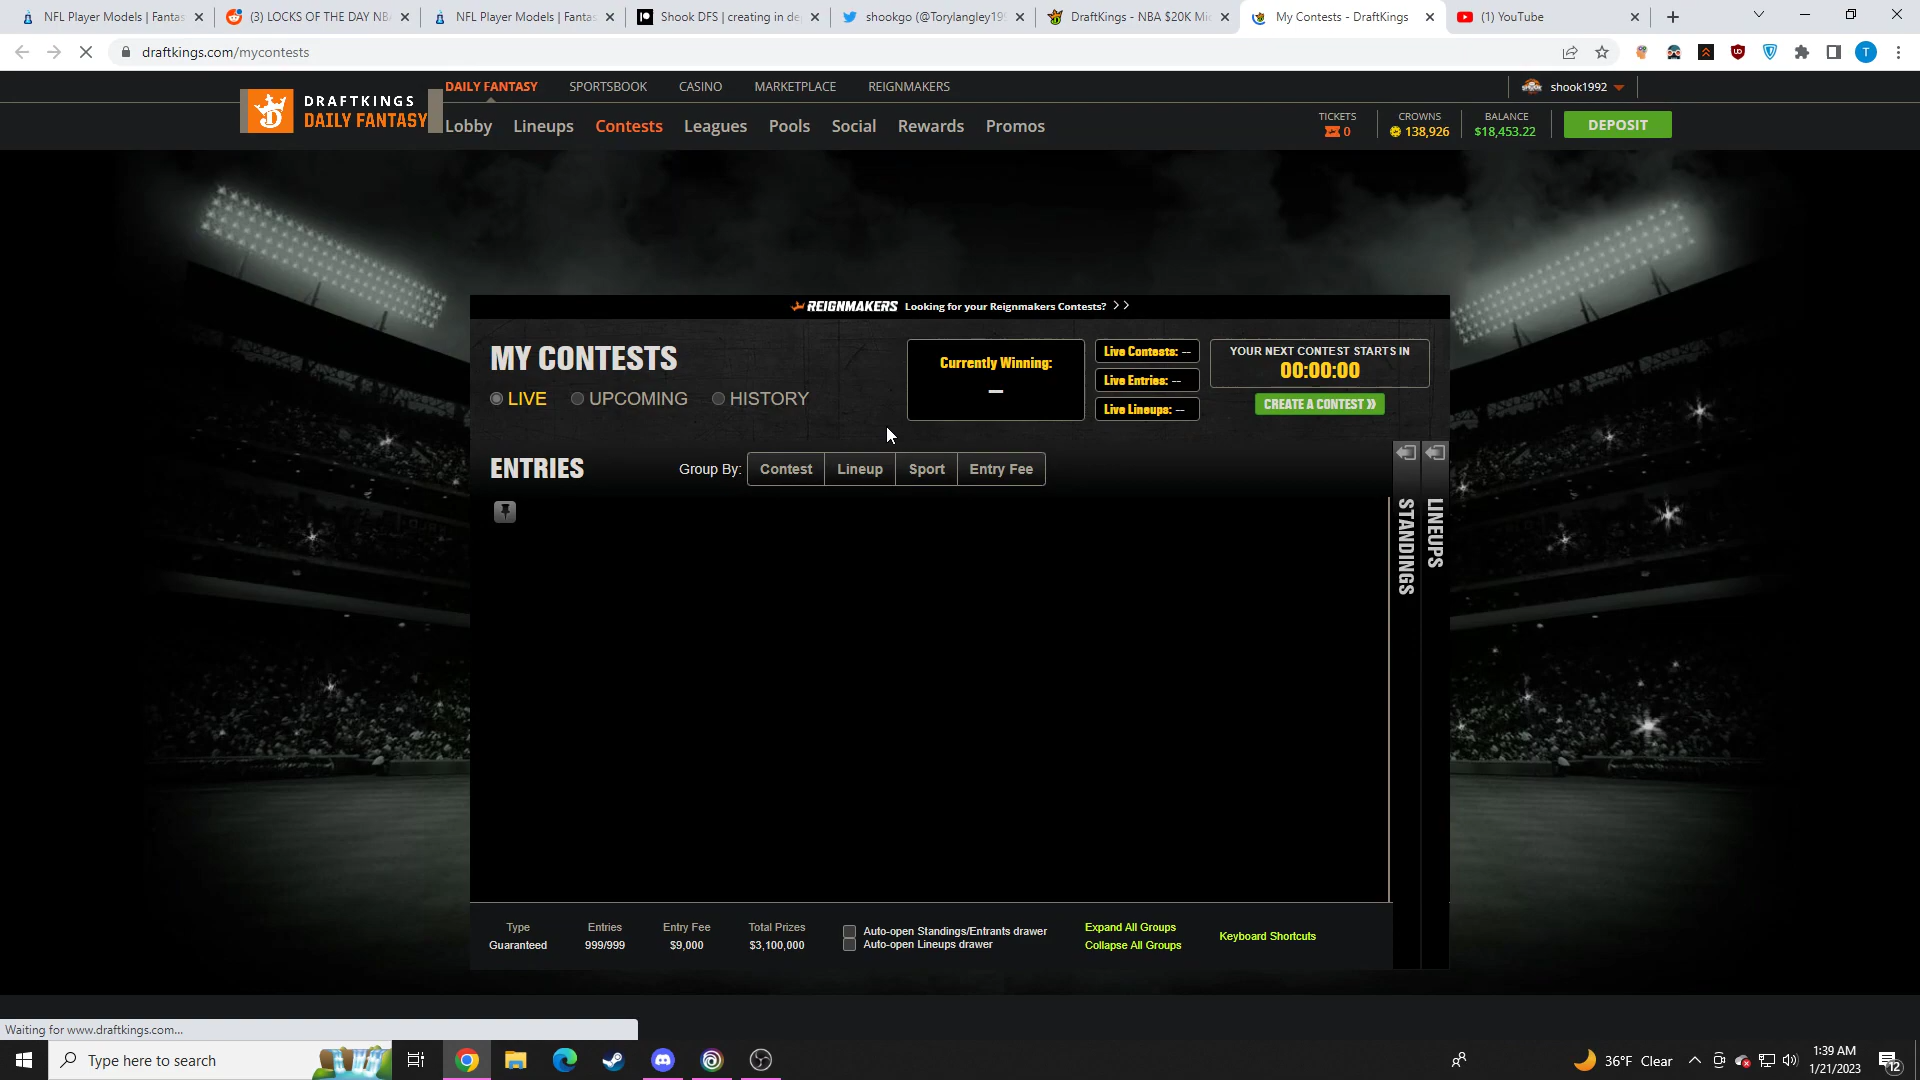 NFL Player Models | Fantas
(3) LOCKS OF THE DAY NBA
NFL Player Models | Fantas
Shook DFS | creating in de
shookgo (@Torylangley199
DraftKings - NBA $20K Mi
My Contests - DraftKings
(1) YouTube
draftkings.com/mycontests
T
DAILY FANTASY SPORTSBOOK CASINO MARKETPLACE REIGNMAKERS
shook1992
DRAFTKINGS
DAILY FANTASY
Lobby Lineups Contests Leagues Pools Social Rewards Promos
TICKETS
0
CROWNS
138,926
BALANCE
$18,453.22
DEPOSIT
REIGNMAKERS Looking for your Reignmakers Contests? >>
MY CONTESTS
LIVE UPCOMING HISTORY
Currently Winning:
—
Live Contests: --
Live Entries: --
Live Lineups: --
YOUR NEXT CONTEST STARTS IN
00:00:00
CREATE A CONTEST »
ENTRIES
Group By: Contest Lineup Sport Entry Fee
STANDINGS
LINEUPS
Type
Guaranteed
Entries
999/999
Entry Fee
$9,000
Total Prizes
$3,100,000
Auto-open Standings/Entrants drawer
Auto-open Lineups drawer
Expand All Groups
Collapse All Groups
Keyboard Shortcuts
Waiting for www.draftkings.com...
Type here to search
36°F Clear
1:39 AM
1/21/2023
12